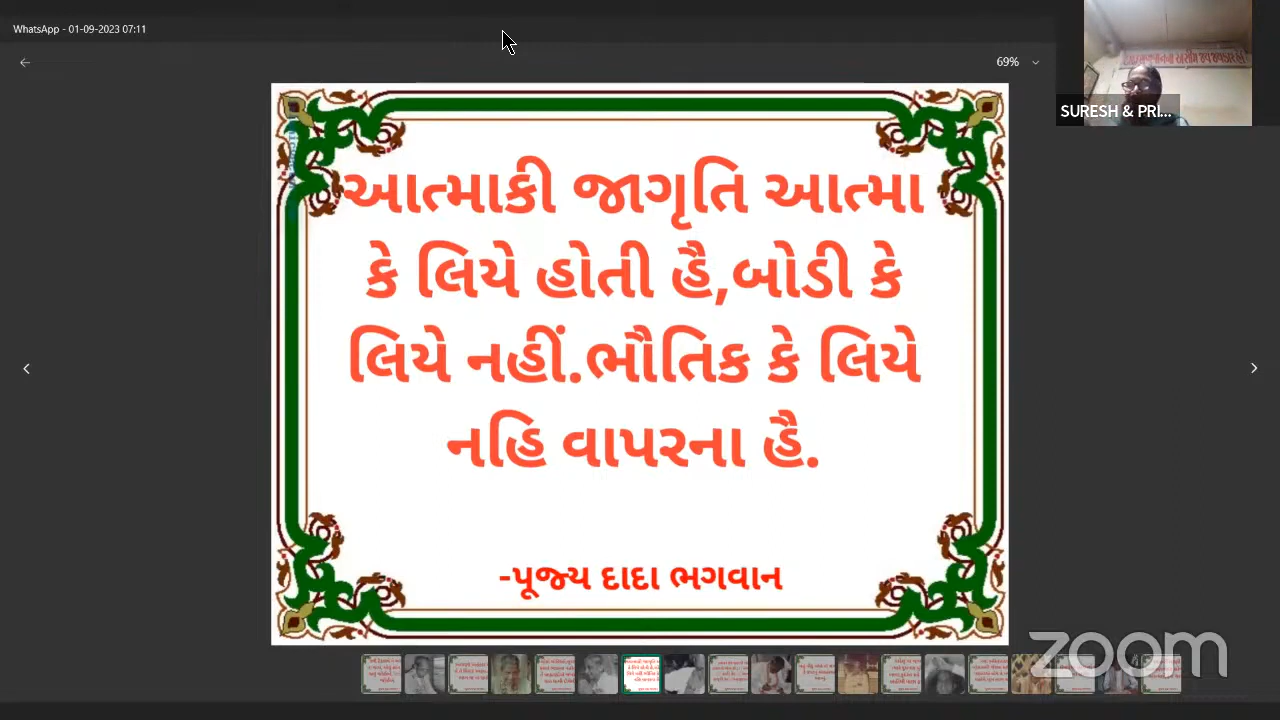 WhatsApp - 01-09-2023 07:11
69%
SURESH & PRI...
આત્માકી જાગૃતિ આત્મા
કે લિયે હોતી હૈ,બોડી કે
લિયે નહીં.ભૌતિક કે લિયે
નહિ વાપરના હૈ.
-પૂજ્ય દાદા ભગવાન
zoom